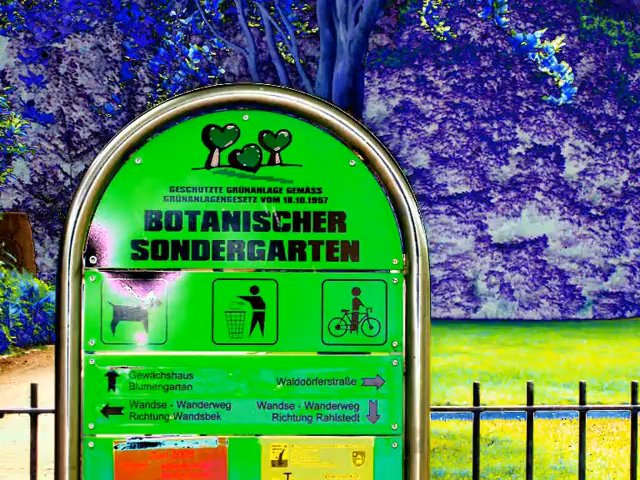 GESCHÜTZTE GRÜNANLAGE GEMÄSS
GRÜNANLAGENGESETZ VOM 18.10.1957
BOTANISCHER
SONDERGARTEN
Gewächshaus
Blumengarten
Waldoörferstraße
Wandse - Wanderweg
Richtung Wandsbek
Wandse - Wanderweg
Richtung Rahlstedt